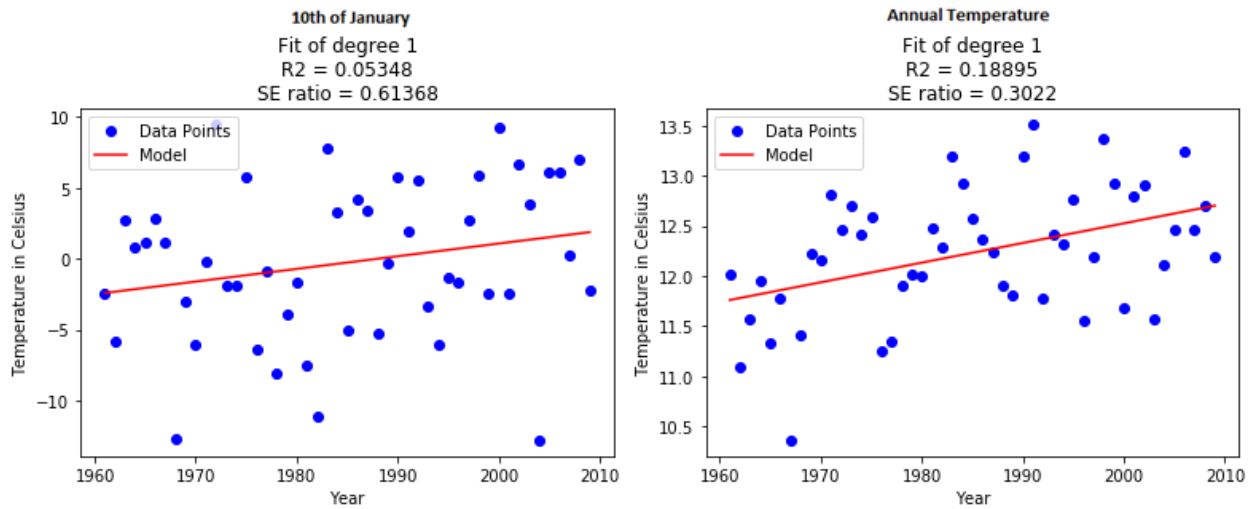 10th of January
Fit of degree 1
R2 = 0.05348
SE ratio = 0.61368
10
5
0
−5
−10
Temperature in Celsius
Data Points
Model
1960 1970 1980 1990 2000 2010
Year
Annual Temperature
Fit of degree 1
R2 = 0.18895
SE ratio = 0.3022
13.5
13.0
12.5
12.0
11.5
11.0
10.5
Temperature in Celsius
Data Points
Model
1960 1970 1980 1990 2000 2010
Year